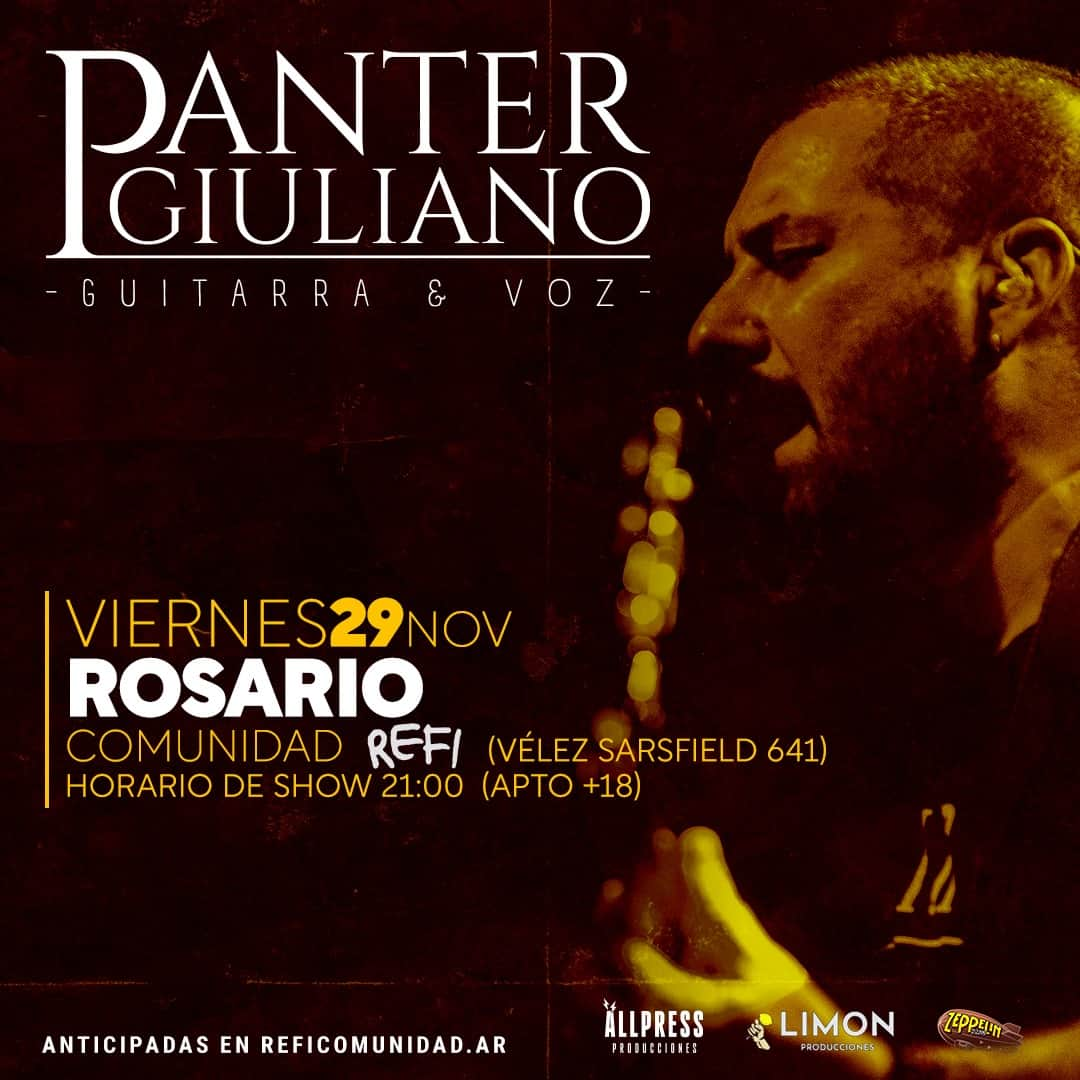 PANTER
GIULIANO
-GUITARRA & VOZ-
VIERNES29NOV
ROSARIO
COMUNIDAD REFI (VÉLEZ SARSFIELD 641)
HORARIO DE SHOW 21:00 (APTO +18)
ANTICIPADAS EN REFICOMUNIDAD.AR
ALLPRESS
PRODUCCIONES
LIMON
PRODUCCIONES
ZEPPELIN